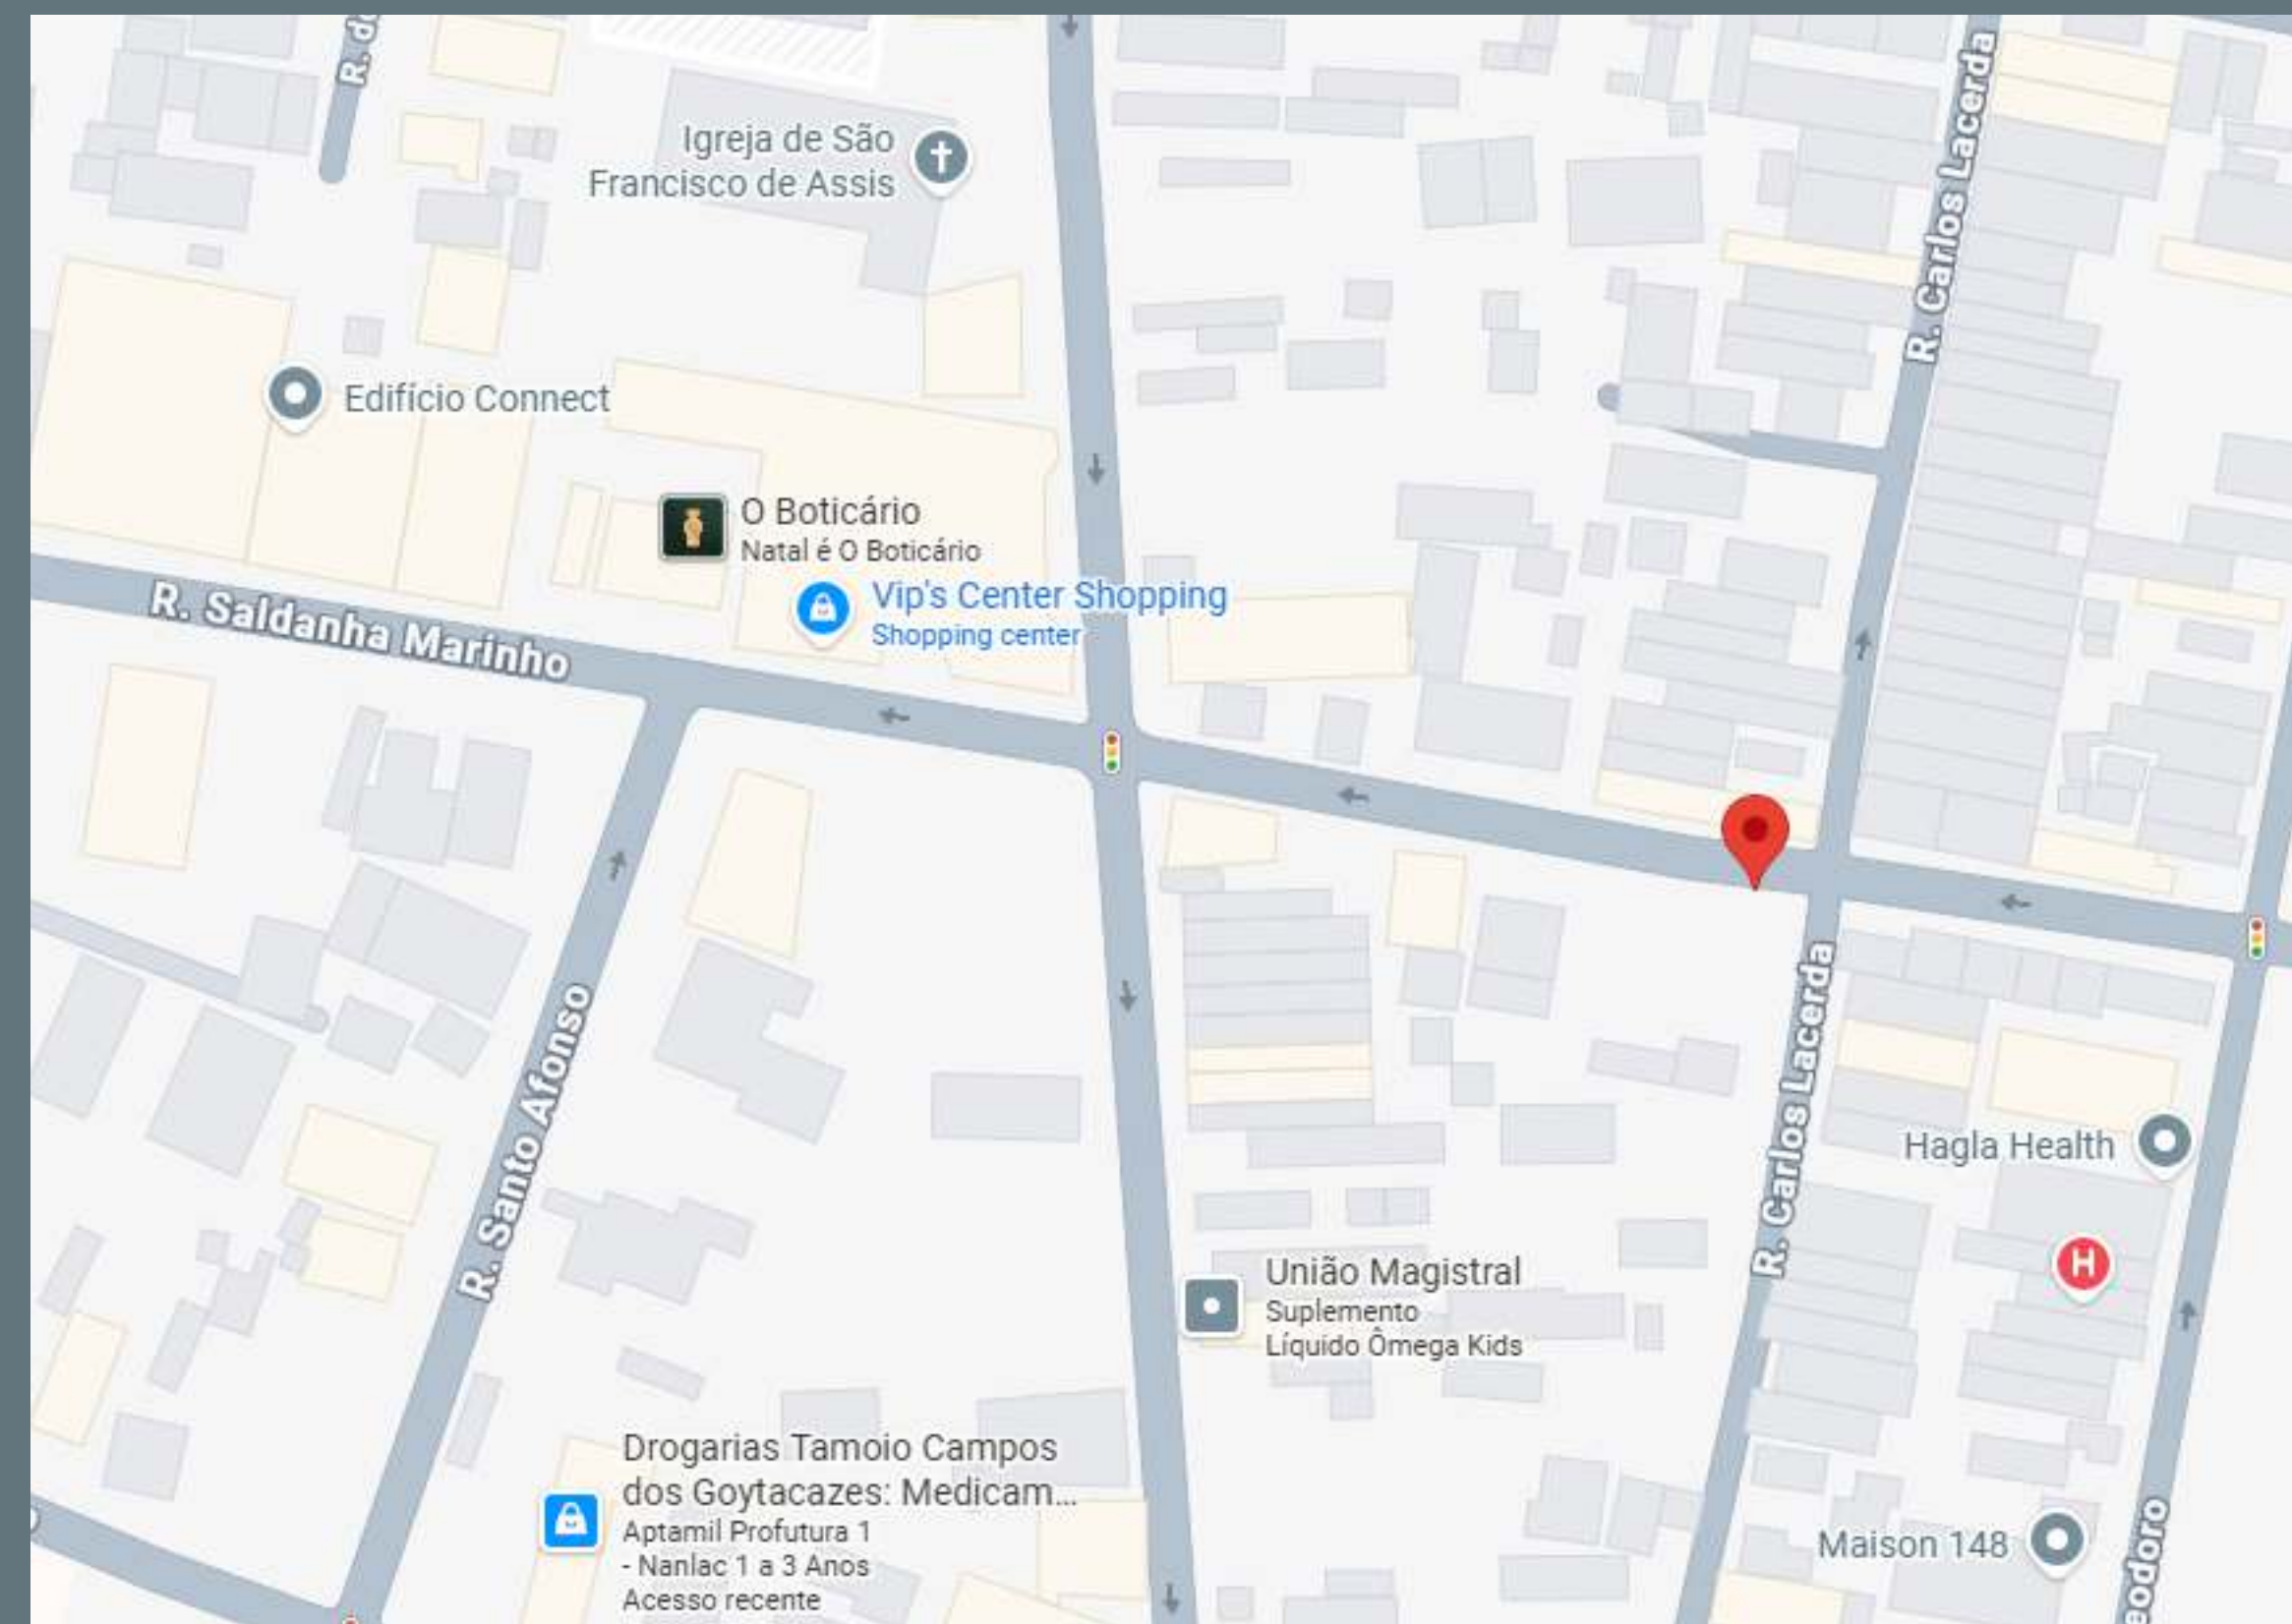 R. Carlos Lacerda
Igreja de São
Francisco de Assis
Edifício Connect
O Boticário
Natal é O Boticário
Vip's Center Shopping
Shopping center
R. Saldanha Marinho
R. Santo Afonso
R. Carlos Lacerda
Hagla Health
H
União Magistral
Suplemento
Líquido Ômega Kids
Drogarias Tamoio Campos
dos Goytacazes: Medicam...
Aptamil Profutura 1
- Nanlac 1 a 3 Anos
Acesso recente
Maison 148